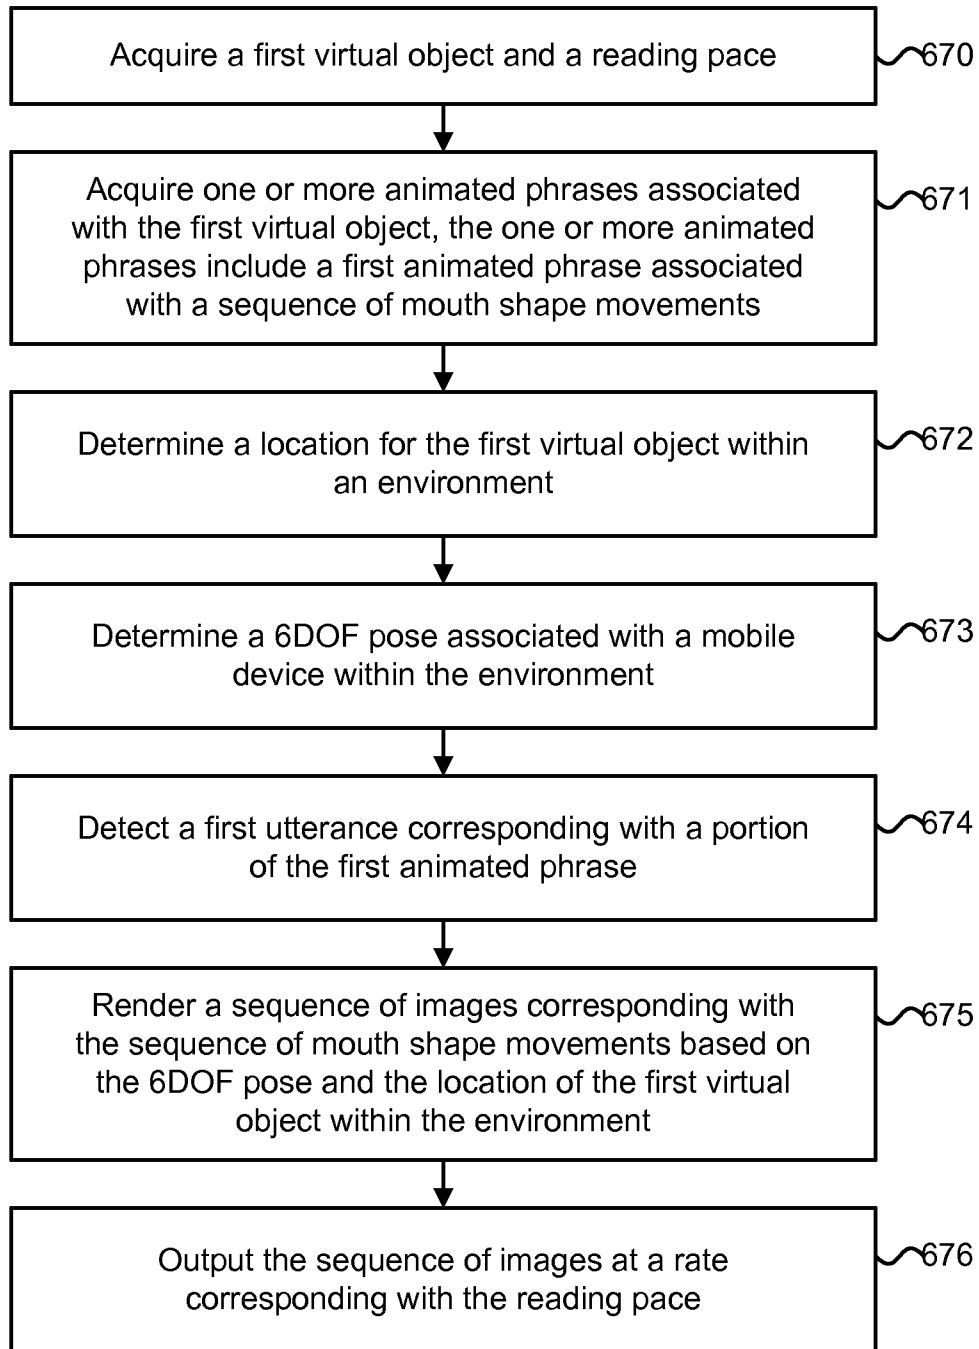 Acquire a first virtual object and a reading pace
670
Acquire one or more animated phrases associated
with the first virtual object, the one or more animated
phrases include a first animated phrase associated
with a sequence of mouth shape movements
671
Determine a location for the first virtual object within
an environment
672
Determine a 6DOF pose associated with a mobile
device within the environment
673
Detect a first utterance corresponding with a portion
of the first animated phrase
674
Render a sequence of images corresponding with
the sequence of mouth shape movements based on
the 6DOF pose and the location of the first virtual
object within the environment
675
Output the sequence of images at a rate
corresponding with the reading pace
676